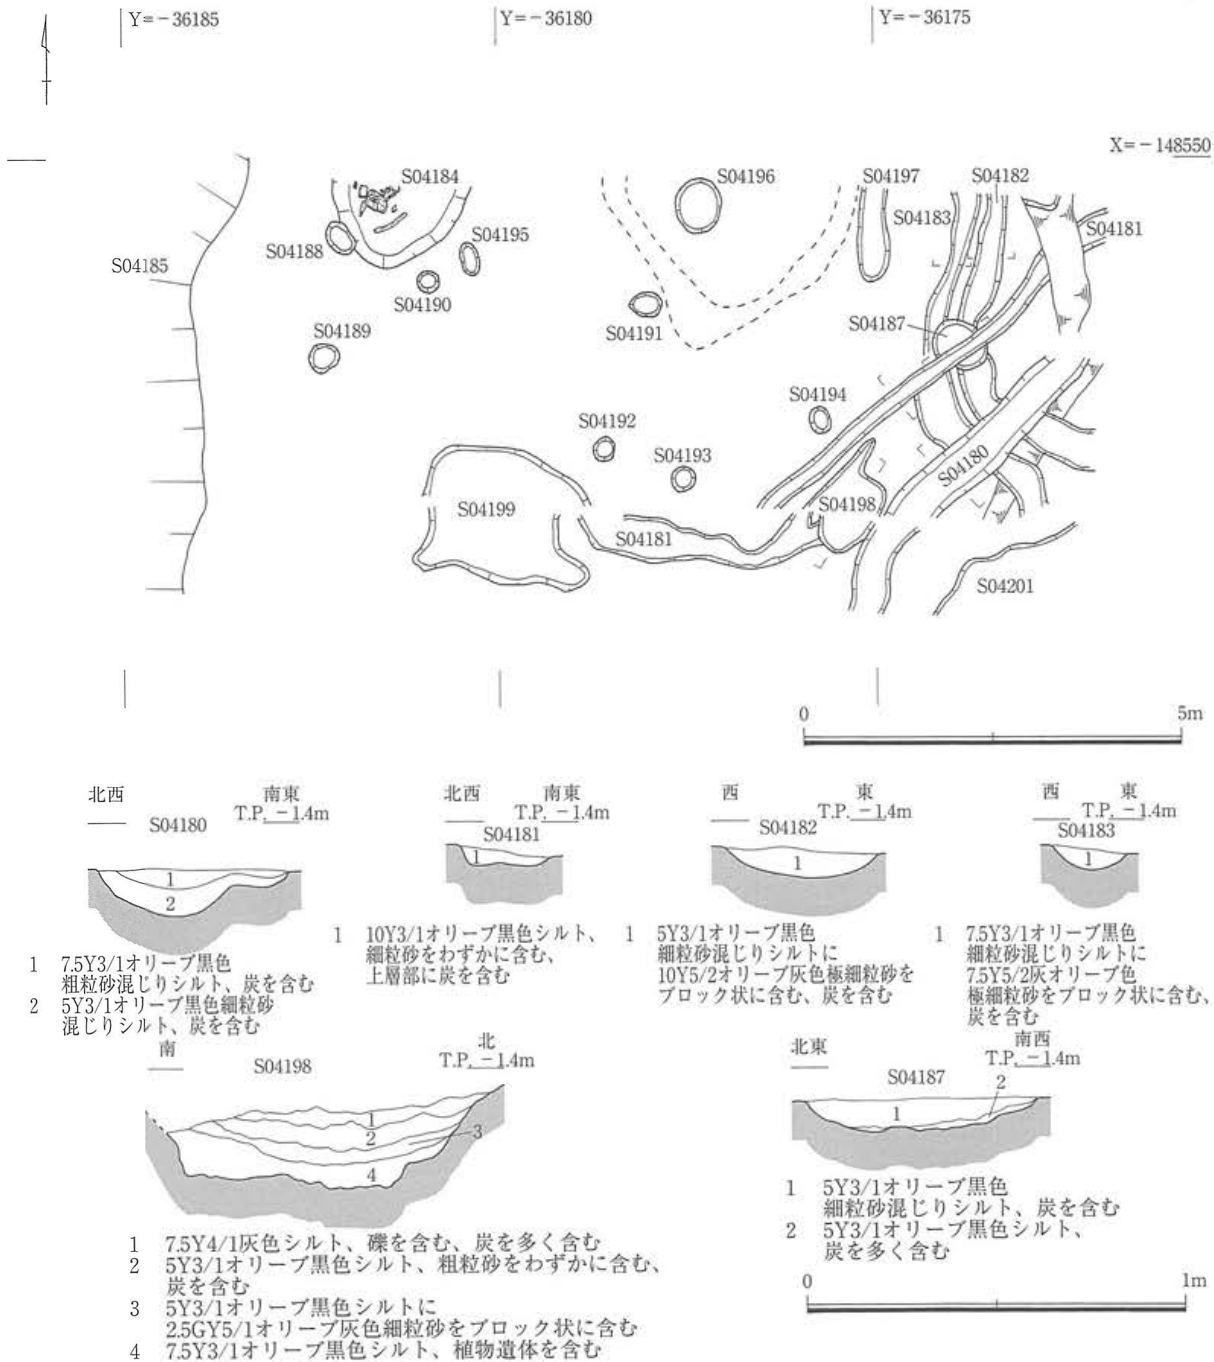 Y=－36185
Y=－36180
Y=－36175
X=－148550
S04184
S04196
S04197
S04182
S04183
S04181
S04188
S04195
S04185
S04190
S04191
S04187
S04189
S04194
S04192
S04193
S04180
S04199
S04198
S04181
S04201
0 5m
北西 南東
T.P. －1.4m
S04180
1
2
北西 南東
T.P. －1.4m
S04181
1
西 東
T.P. －1.4m
S04182
1
西 東
T.P. －1.4m
S04183
1
1 7.5Y3/1オリーブ黒色
粗粒砂混じりシルト、炭を含む
2 5Y3/1オリーブ黒色細粒砂
混じりシルト、炭を含む
1 10Y3/1オリーブ黒色シルト、
細粒砂をわずかに含む、
上層部に炭を含む
1 5Y3/1オリーブ黒色
細粒砂混じりシルトに
10Y5/2オリーブ灰色極細粒砂を
ブロック状に含む、炭を含む
1 7.5Y3/1オリーブ黒色
細粒砂混じりシルトに
7.5Y5/2灰オリーブ色
極細粒砂をブロック状に含む、
炭を含む
南 北
T.P. －1.4m
S04198
1
2
3
4
北東 南西
T.P. －1.4m
S04187
2
1
1 7.5Y4/1灰色シルト、礫を含む、炭を多く含む
2 5Y3/1オリーブ黒色シルト、粗粒砂をわずかに含む、
炭を含む
3 5Y3/1オリーブ黒色シルトに
2.5GY5/1オリーブ灰色細粒砂をブロック状に含む
4 7.5Y3/1オリーブ黒色シルト、植物遺体を含む
1 5Y3/1オリーブ黒色
細粒砂混じりシルト、炭を含む
2 5Y3/1オリーブ黒色シルト、
炭を多く含む
0 1m